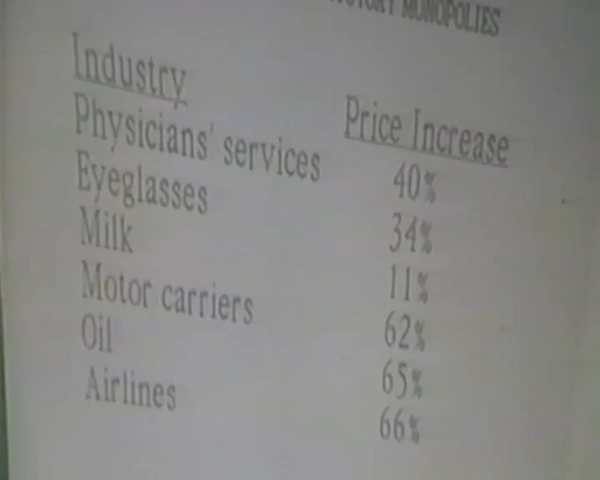 MONOPOLIES
Industry Price Increase
Physicians' services 40%
Eyeglasses 34%
Milk 11%
Motor carriers 62%
Oil 65%
Airlines 66%